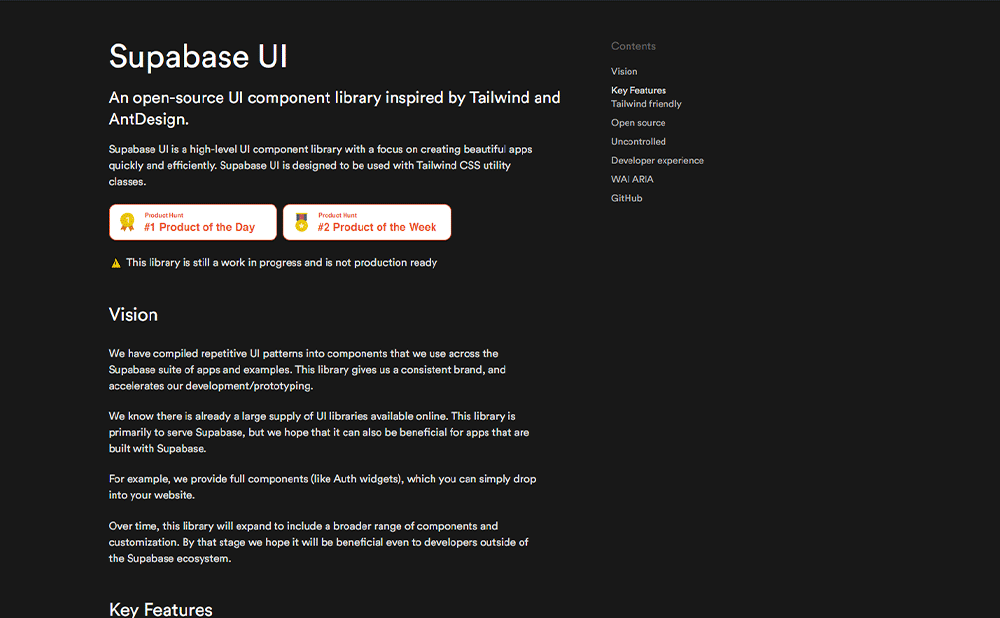 Supabase UI
An open-source UI component library inspired by Tailwind and
AntDesign.
Supabase UI is a high-level UI component library with a focus on creating beautiful apps
quickly and efficiently. Supabase UI is designed to be used with Tailwind CSS utility
classes.
1
Product Hunt
#1 Product of the Day
Product Hunt
#2 Product of the Week
This library is still a work in progress and is not production ready
Vision
We have compiled repetitive UI patterns into components that we use across the
Supabase suite of apps and examples. This library gives us a consistent brand, and
accelerates our development/prototyping.
We know there is already a large supply of UI libraries available online. This library is
primarily to serve Supabase, but we hope that it can also be beneficial for apps that are
built with Supabase.
For example, we provide full components (like Auth widgets), which you can simply drop
into your website.
Over time, this library will expand to include a broader range of components and
customization. By that stage we hope it will be beneficial even to developers outside of
the Supabase ecosystem.
Key Features
Contents
Vision
Key Features
Tailwind friendly
Open source
Uncontrolled
Developer experience
WAI ARIA
GitHub